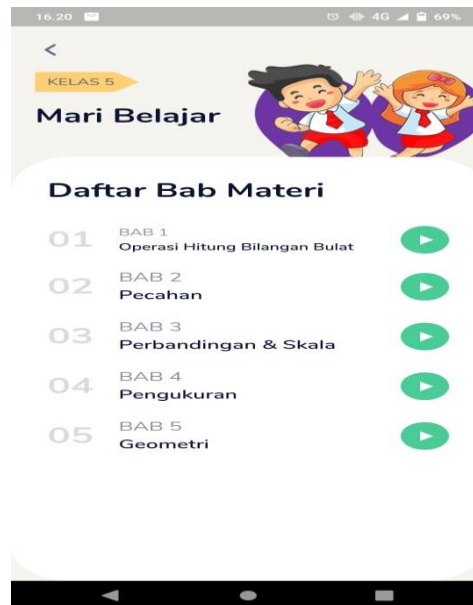 16.20 4G 69%
KELAS 5
Mari Belajar
Daftar Bab Materi
01 BAB 1
Operasi Hitung Bilangan Bulat
02 BAB 2
Pecahan
03 BAB 3
Perbandingan & Skala
04 BAB 4
Pengukuran
05 BAB 5
Geometri